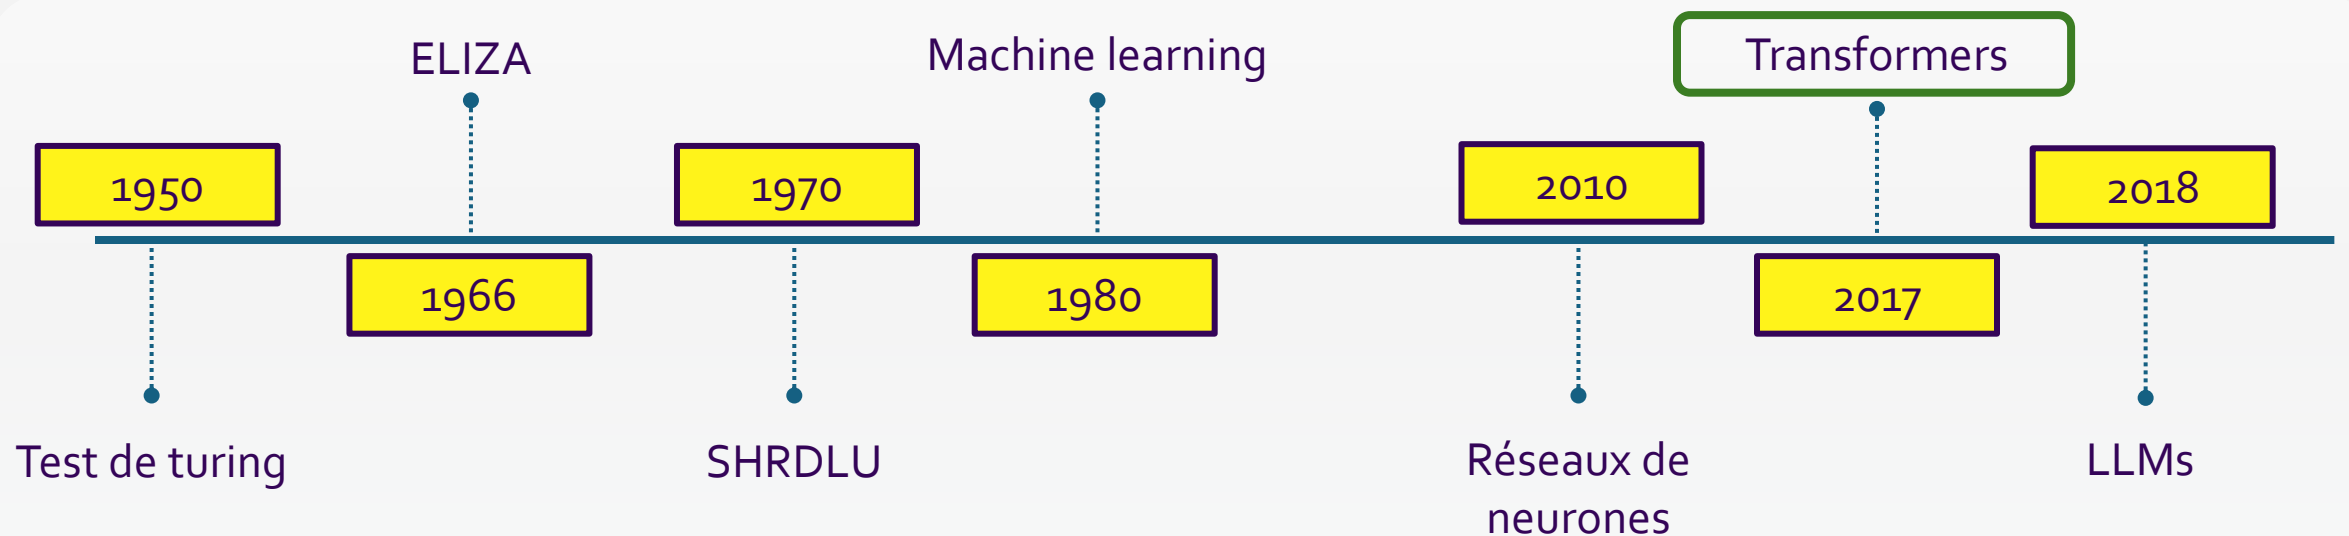 ELIZA
Machine learning
Transformers
1950
1970
2010
2018
1966
1980
2017
Test de turing
SHRDLU
Réseaux de
neurones
LLMs